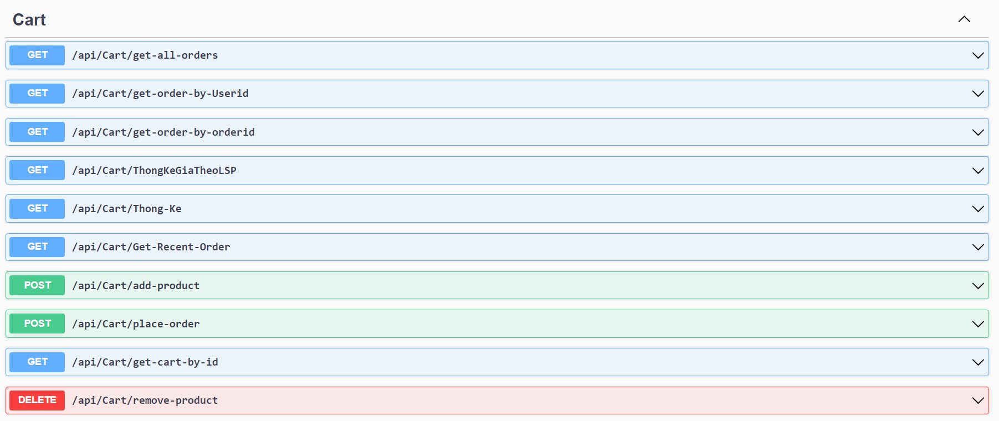 Cart
GET /api/Cart/get-all-orders
GET /api/Cart/get-order-by-Userid
GET /api/Cart/get-order-by-orderid
GET /api/Cart/ThongKeGiaTheoLSP
GET /api/Cart/Thong-Ke
GET /api/Cart/Get-Recent-Order
POST /api/Cart/add-product
POST /api/Cart/place-order
GET /api/Cart/get-cart-by-id
DELETE /api/Cart/remove-product